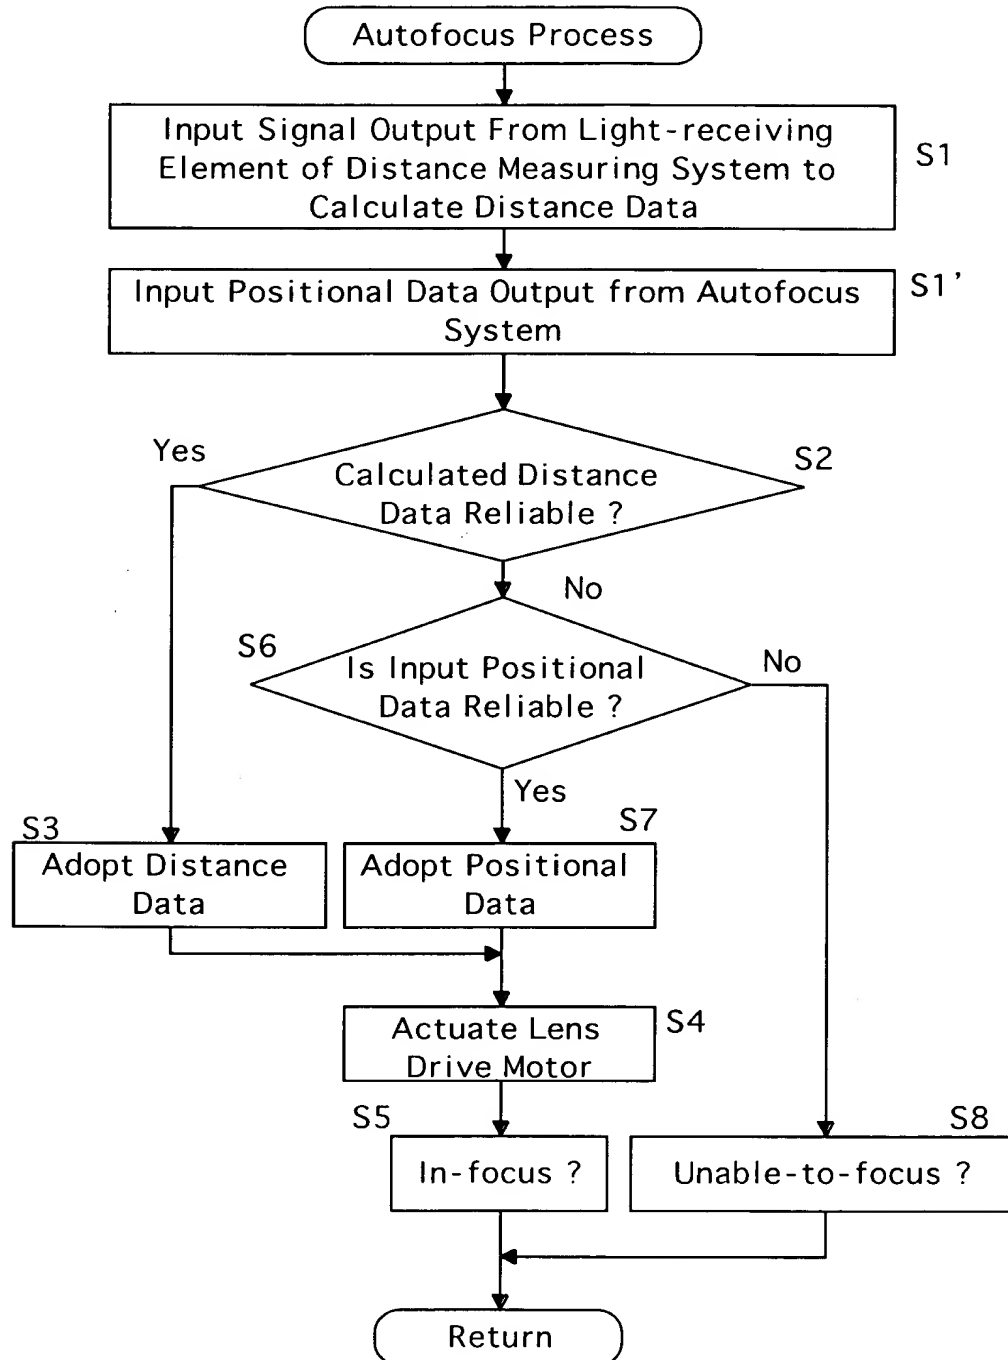 Autofocus Process
Input Signal Output From Light-receiving
Element of Distance Measuring System to
Calculate Distance Data
S1
Input Positional Data Output from Autofocus
System
S1'
Yes
S2
Calculated Distance
Data Reliable ?
No
S6
Is Input Positional
Data Reliable ?
No
Yes
S3
Adopt Distance
Data
S7
Adopt Positional
Data
Actuate Lens
Drive Motor
S4
S5
In-focus ?
S8
Unable-to-focus ?
Return